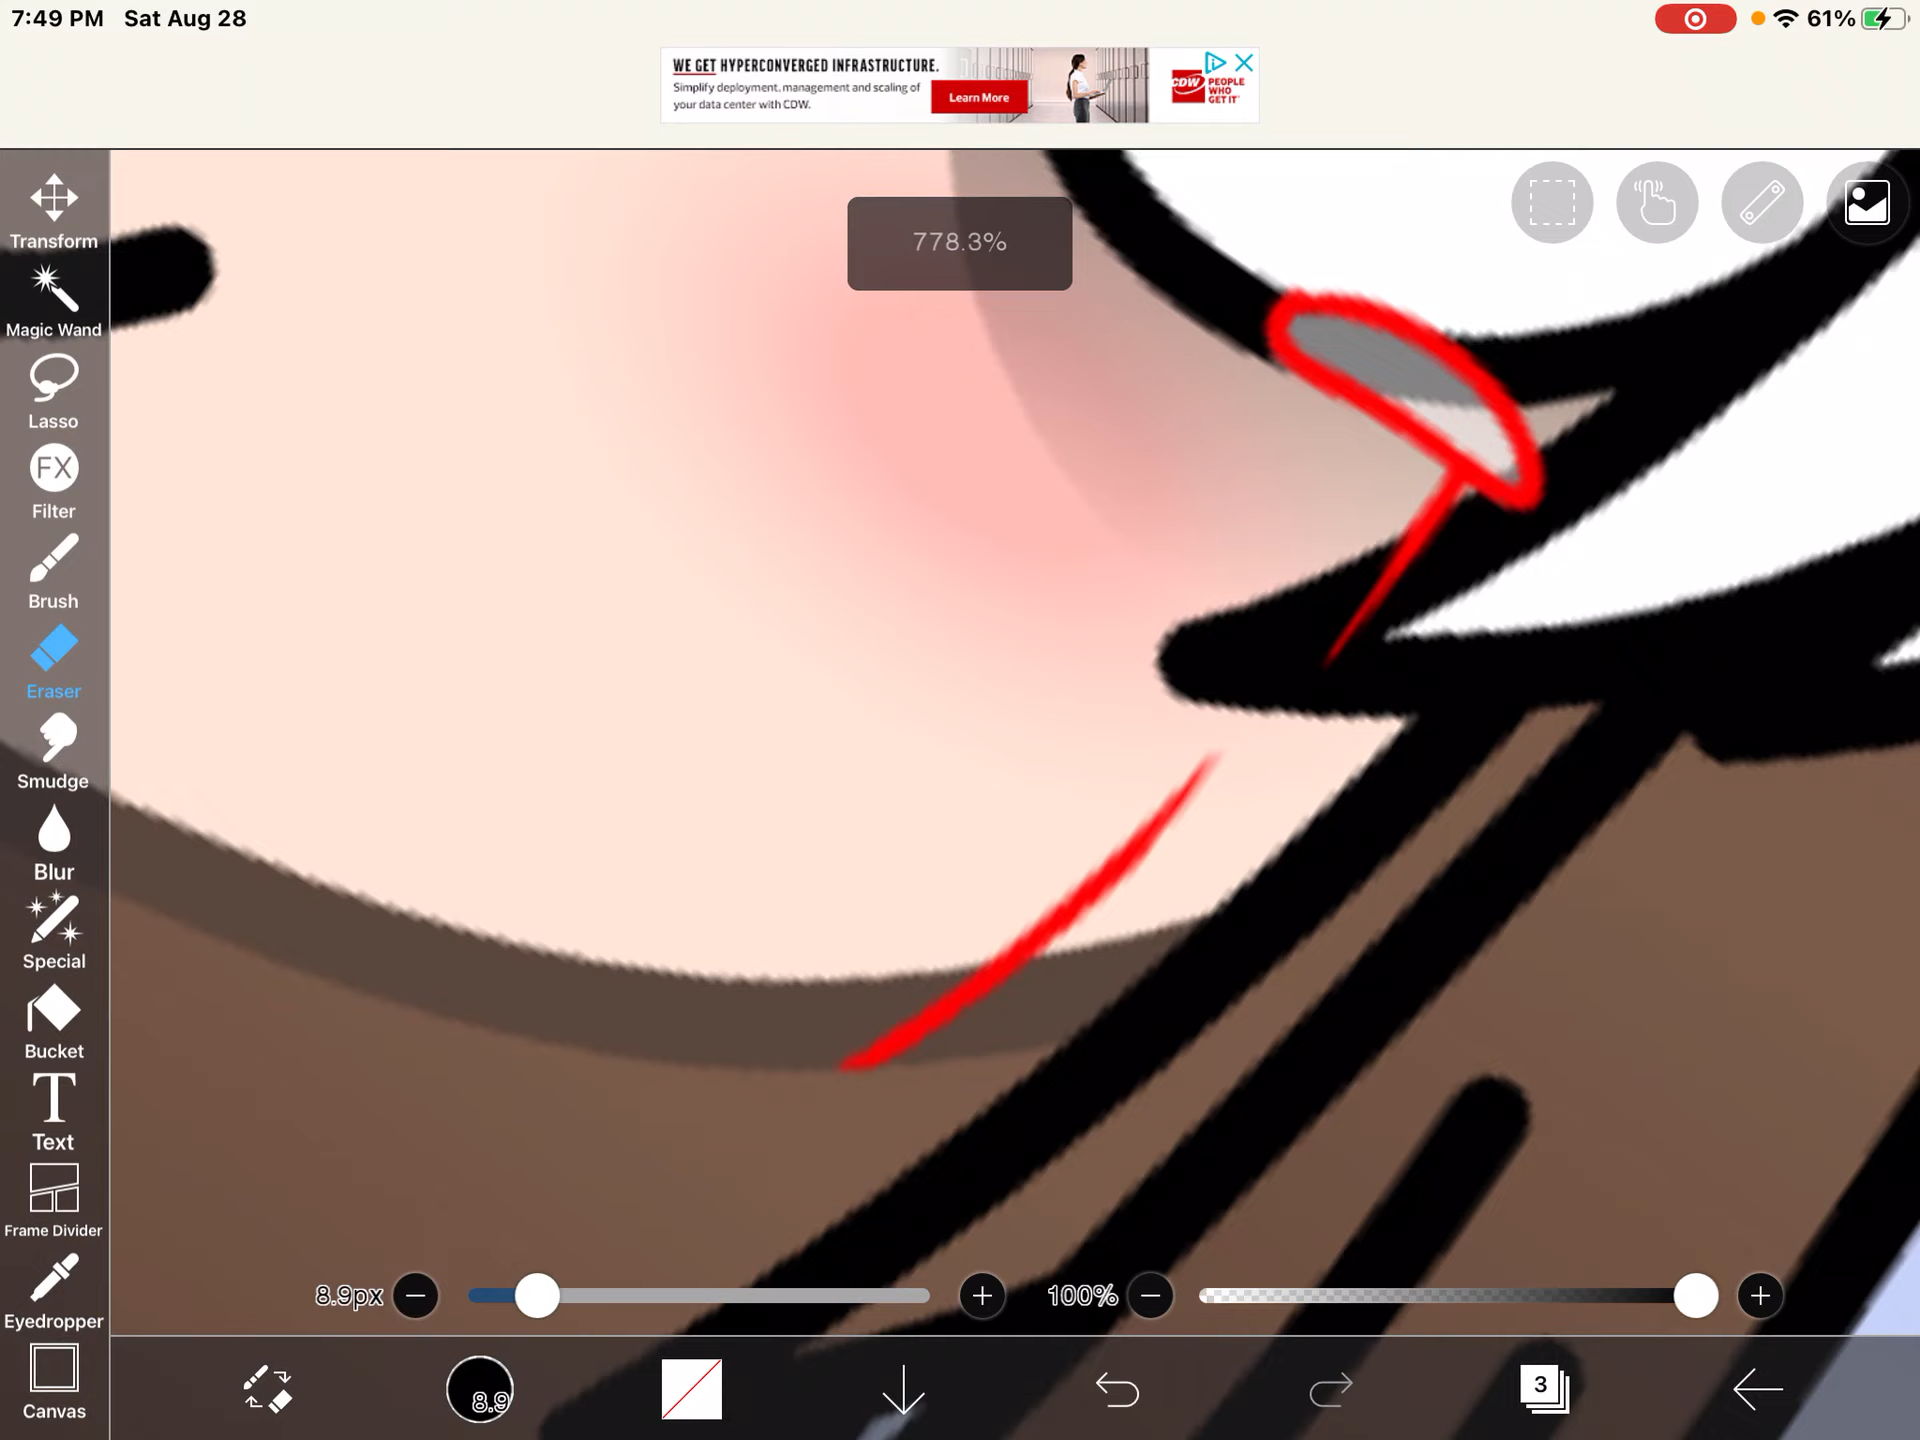 7:49 PM Sat Aug 28
61%
WE GET HYPERCONVERGED INFRASTRUCTURE.
Simplify deployment, management and scaling of
your data center with CDW.
Learn More
CDW
PEOPLE
WHO
GET IT
778.3%
Transform
Magic Wand
Lasso
FX
Filter
Brush
Eraser
Smudge
Blur
Special
Bucket
T
Text
Frame Divider
Eyedropper
Canvas
8.9px
100%
8.9
3